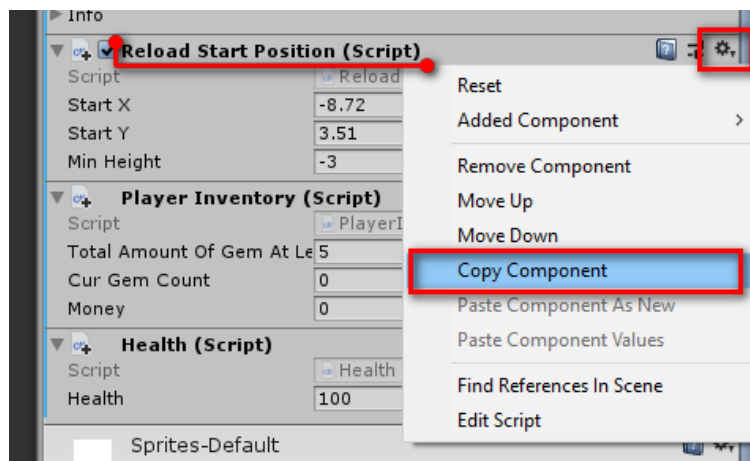 Info
Reload Start Position (Script)
Script Reload
Start X -8.72
Start Y 3.51
Min Height -3
Player Inventory (Script)
Script PlayerI
Total Amount Of Gem At Le 5
Cur Gem Count 0
Money 0
Health (Script)
Script Health
Health 100
Sprites-Default
Reset
Added Component
Remove Component
Move Up
Move Down
Copy Component
Paste Component As New
Paste Component Values
Find References In Scene
Edit Script